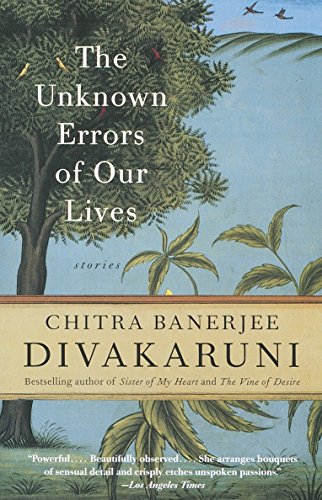 The
Unknown
Errors
of Our
Lives
stories
CHITRA BANERJEE
DIVAKARUNI
Bestselling author of Sister of My Heart and The Vine of Desire
“Powerful. . . . Beautifully observed. . . . She arranges bouquets
of sensual detail and crisply etches unspoken passions.”
—Los Angeles Times